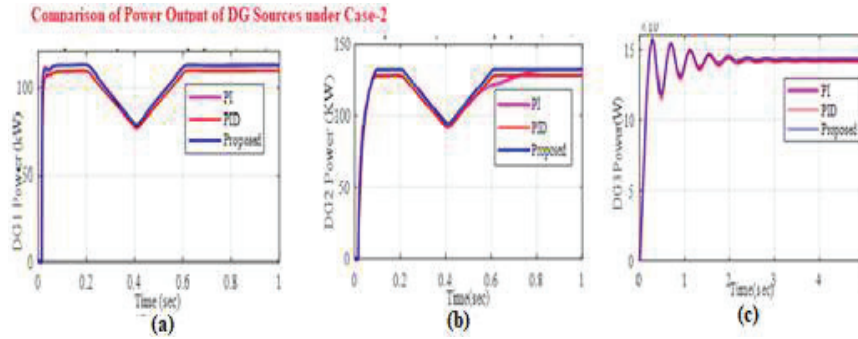 Comparison of Power Output of DG Sources under Case-2
DG1 Power (kW)
100
50
0
PI
PID
Proposed
0 0.2 0.4 0.6 0.8 1
Time (sec)
(a)
DG2 Power (KW)
150
100
50
0
PI
PID
Proposed
0 0.2 0.4 0.6 0.8 1
Time(sec)
(b)
DG3 Power(W)
15
10
5
0
PI
PID
Proposed
0 1 2 3 4
Time(sec)
(c)